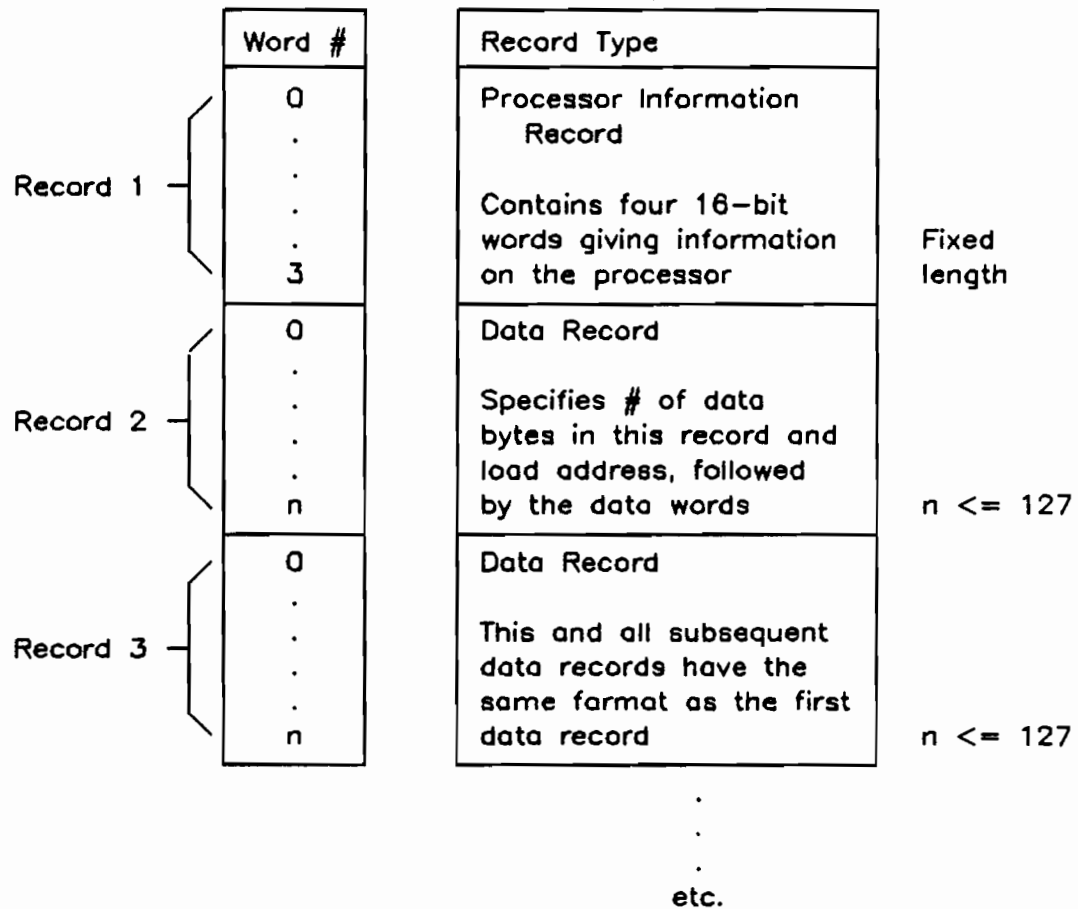 Word #
Record Type
Record 1
0
.
.
.
.
3
Processor Information
Record
Contains four 16-bit
words giving information
on the processor
Fixed
length
Record 2
0
.
.
.
.
n
Data Record
Specifies # of data
bytes in this record and
load address, followed
by the data words
n <= 127
Record 3
0
.
.
.
.
n
Data Record
This and all subsequent
data records have the
same format as the first
data record
n <= 127
.
.
.
etc.